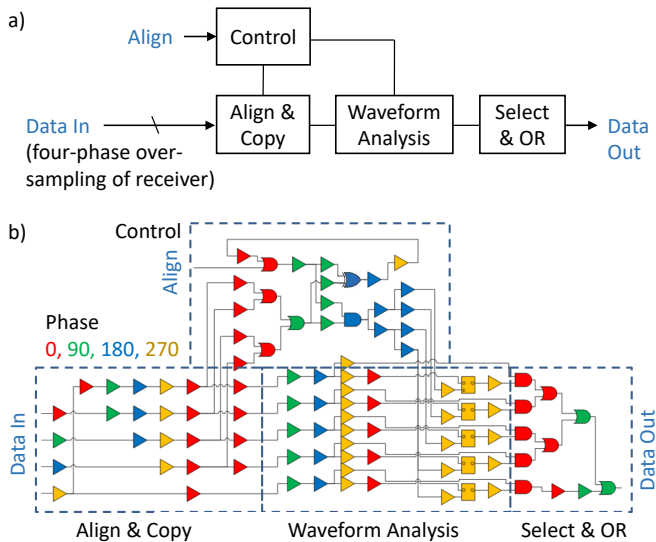 a)
Align
Control
Data In
(four-phase over-
sampling of receiver)
Align &
Copy
Waveform
Analysis
Select
& OR
Data
Out
b)
Control
Align
Phase
0, 90, 180, 270
Data In
Data Out
Align & Copy
Waveform Analysis
Select & OR